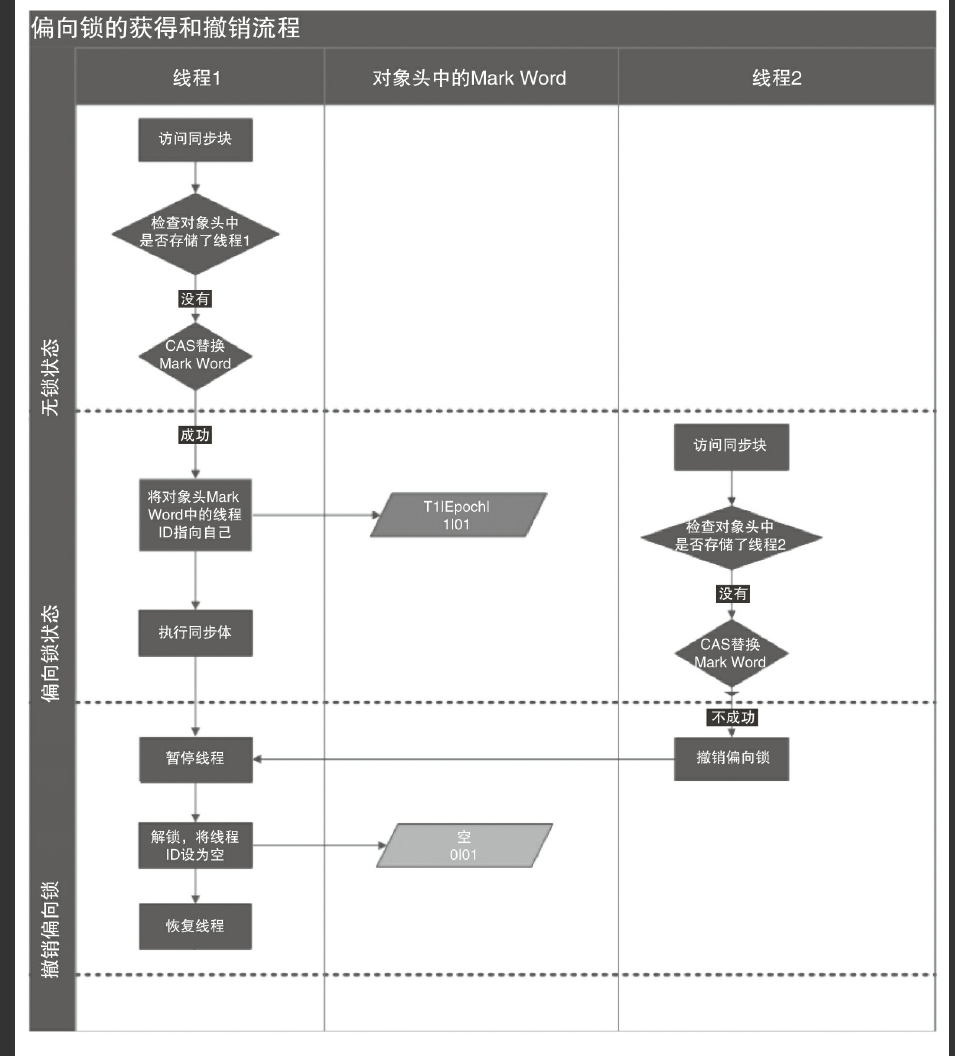 偏向锁的获得和撤销流程
线程1
对象头中的Mark Word
线程2
无锁状态
访问同步块
检查对象头中
是否存储了线程1
没有
CAS替换
Mark Word
偏向锁状态
成功
将对象头Mark
Word中的线程
ID指向自己
T1|Epoch|
1|01
执行同步体
访问同步块
检查对象头中
是否存储了线程2
没有
CAS替换
Mark Word
撤销偏向锁
不成功
撤销偏向锁
暂停线程
解锁，将线程
ID设为空
空
0|01
恢复线程